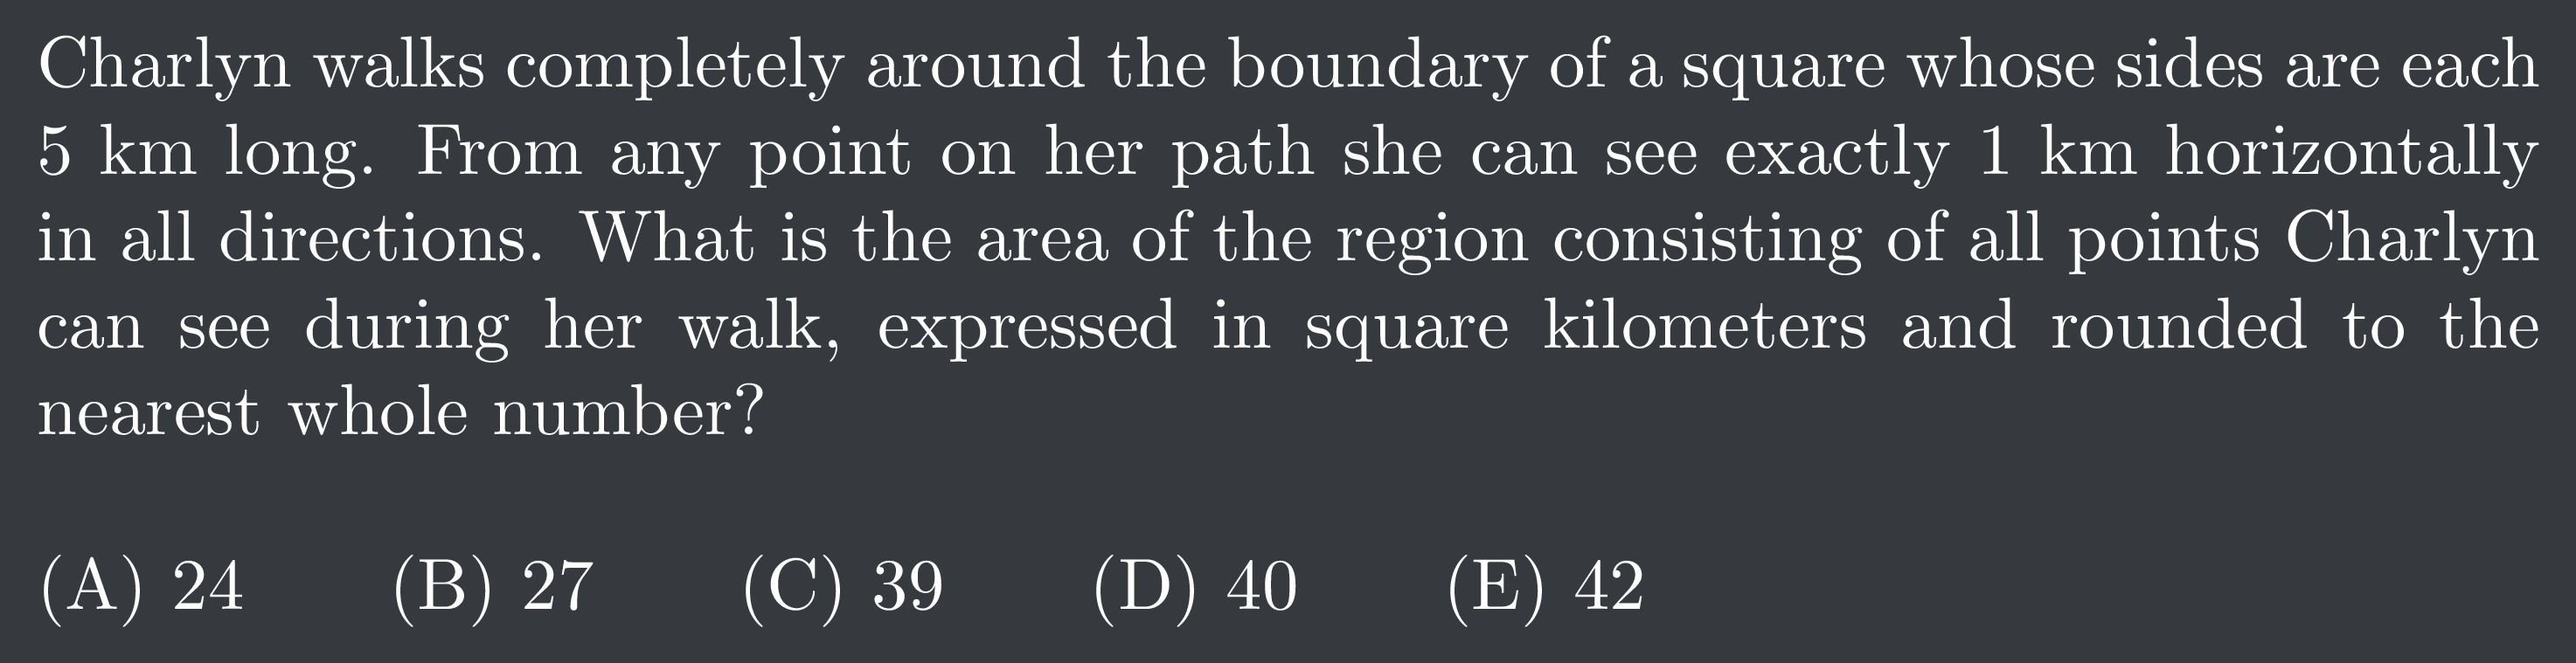 Charlyn walks completely around the boundary of a square whose sides are each
5 km long. From any point on her path she can see exactly 1 km horizontally
in all directions. What is the area of the region consisting of all points Charlyn
can see during her walk, expressed in square kilometers and rounded to the
nearest whole number?
(A) 24 (B) 27 (C) 39 (D) 40 (E) 42